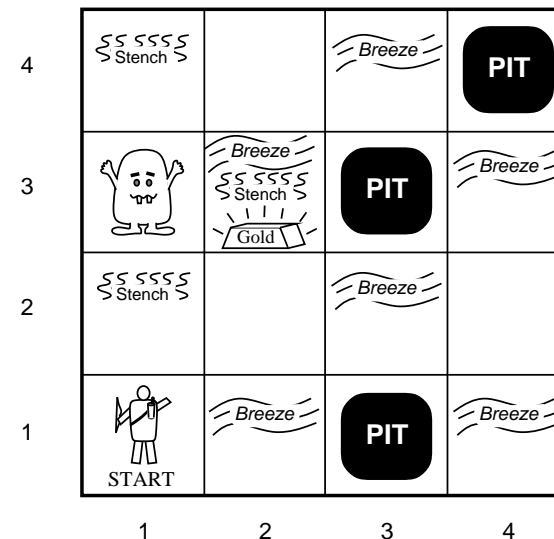 4 Stench Breeze PIT
Breeze Breeze
3 Stench PIT
Gold
2 Stench Breeze
1 Breeze PIT Breeze
START
1 2 3 4